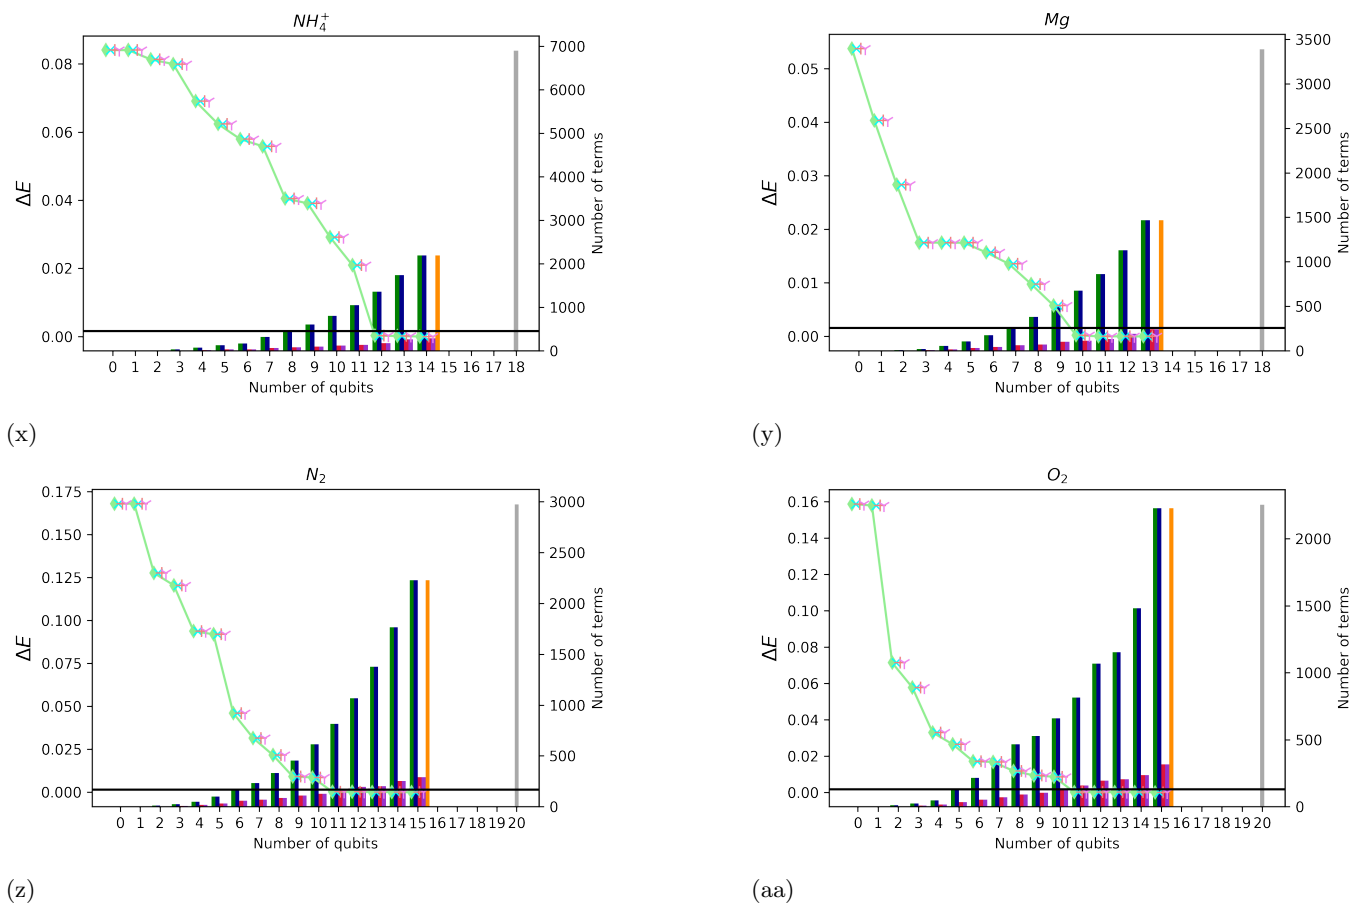 NH₄⁺
ΔE
0.08
0.06
0.04
0.02
0.00
7000
6000
5000
4000
3000
2000
1000
0
Number of terms
0 1 2 3 4 5 6 7 8 9 10 11 12 13 14 15 16 17 18
Number of qubits
(x)
Mg
ΔE
0.05
0.04
0.03
0.02
0.01
0.00
3500
3000
2500
2000
1500
1000
500
0
Number of terms
0 1 2 3 4 5 6 7 8 9 10 11 12 13 14 15 16 17 18
Number of qubits
(y)
N₂
ΔE
0.175
0.150
0.125
0.100
0.075
0.050
0.025
0.000
3000
2500
2000
1500
1000
500
0
Number of terms
0 1 2 3 4 5 6 7 8 9 10 11 12 13 14 15 16 17 18 19 20
Number of qubits
(z)
O₂
ΔE
0.16
0.14
0.12
0.10
0.08
0.06
0.04
0.02
0.00
2000
1500
1000
500
0
Number of terms
0 1 2 3 4 5 6 7 8 9 10 11 12 13 14 15 16 17 18 19 20
Number of qubits
(aa)